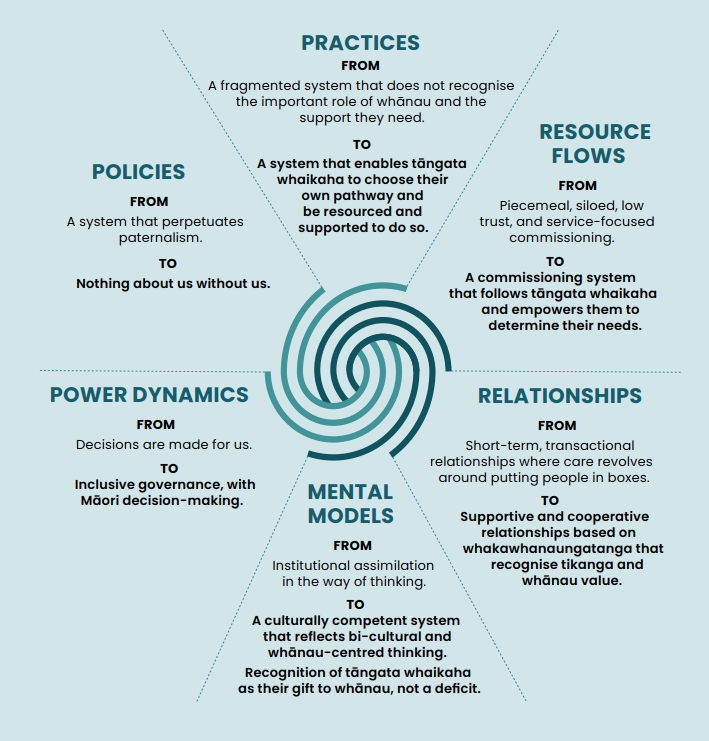 PRACTICES
FROM
A fragmented system that does not recognise
the important role of whānau and the
support they need.
TO
A system that enables tāngata
whaikaha to choose their
own pathway and
be resourced and
supported to do so.
RESOURCE
FLOWS
FROM
Piecemeal, siloed, low
trust, and service-focused
commissioning.
TO
A commissioning system
that follows tāngata whaikaha
and empowers them to
determine their needs.
RELATIONSHIPS
FROM
Short-term, transactional
relationships where care revolves
around putting people in boxes.
TO
Supportive and cooperative
relationships based on
whakawhanaungatanga that
recognise tikanga and
whānau value.
MENTAL
MODELS
FROM
Institutional assimilation
in the way of thinking.
TO
A culturally competent system
that reflects bi-cultural and
whānau-centred thinking.
Recognition of tāngata whaikaha
as their gift to whānau, not a deficit.
POWER DYNAMICS
FROM
Decisions are made for us.
TO
Inclusive governance, with
Māori decision-making.
POLICIES
FROM
A system that perpetuates
paternalism.
TO
Nothing about us without us.